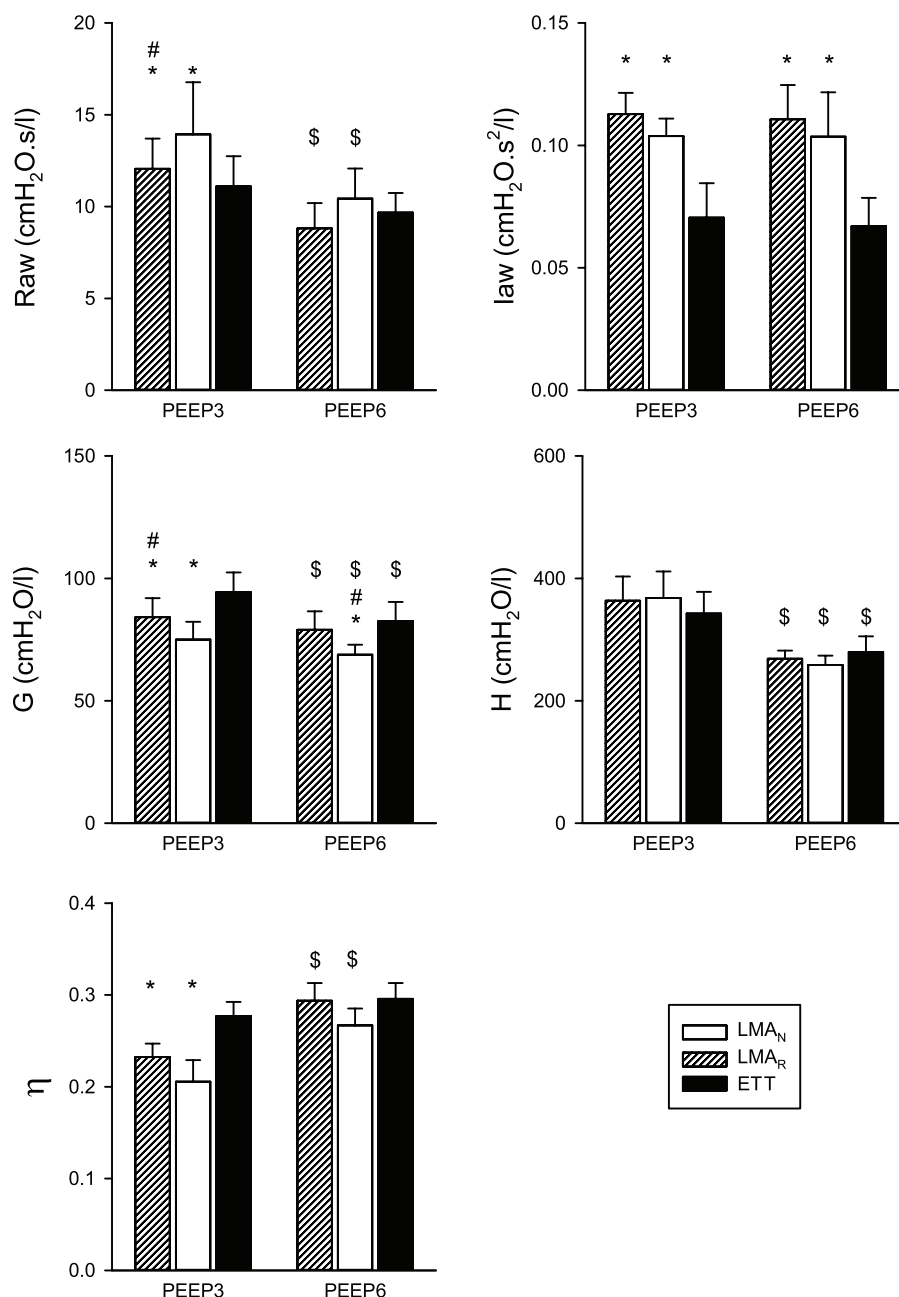 Raw (cmH₂O.s/l)
20
15
10
5
0
#
* *
$ $
PEEP3 PEEP6
Iaw (cmH₂O.s²/l)
0.15
0.10
0.05
0.00
* * * *
PEEP3 PEEP6
G (cmH₂O/l)
150
100
50
0
#
* * $ $ $
#
*
PEEP3 PEEP6
H (cmH₂O/l)
600
400
200
0
$ $ $
PEEP3 PEEP6
η
0.4
0.3
0.2
0.1
0.0
* * $ $
PEEP3 PEEP6
LMA_N
LMA_R
ETT